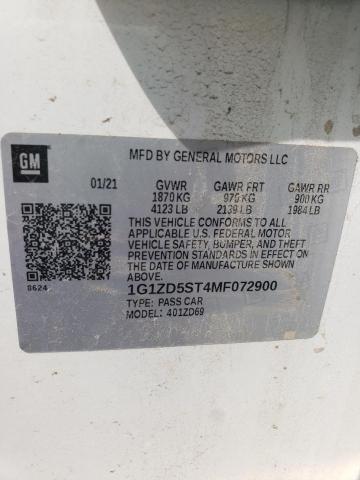 GM
MFD BY GENERAL MOTORS LLC
01/21 GVWR GAWR FRT GAWR RR
1870 KG 970 KG 900 KG
4123 LB 2139 LB 1984 LB
THIS VEHICLE CONFORMS TO ALL
APPLICABLE U.S. FEDERAL MOTOR
VEHICLE SAFETY, BUMPER, AND THEFT
PREVENTION STANDARDS IN EFFECT ON
THE DATE OF MANUFACTURE SHOWN
ABOVE.
8624
1G1ZD5ST4MF072900
TYPE: PASS CAR
MODEL: 401ZD69